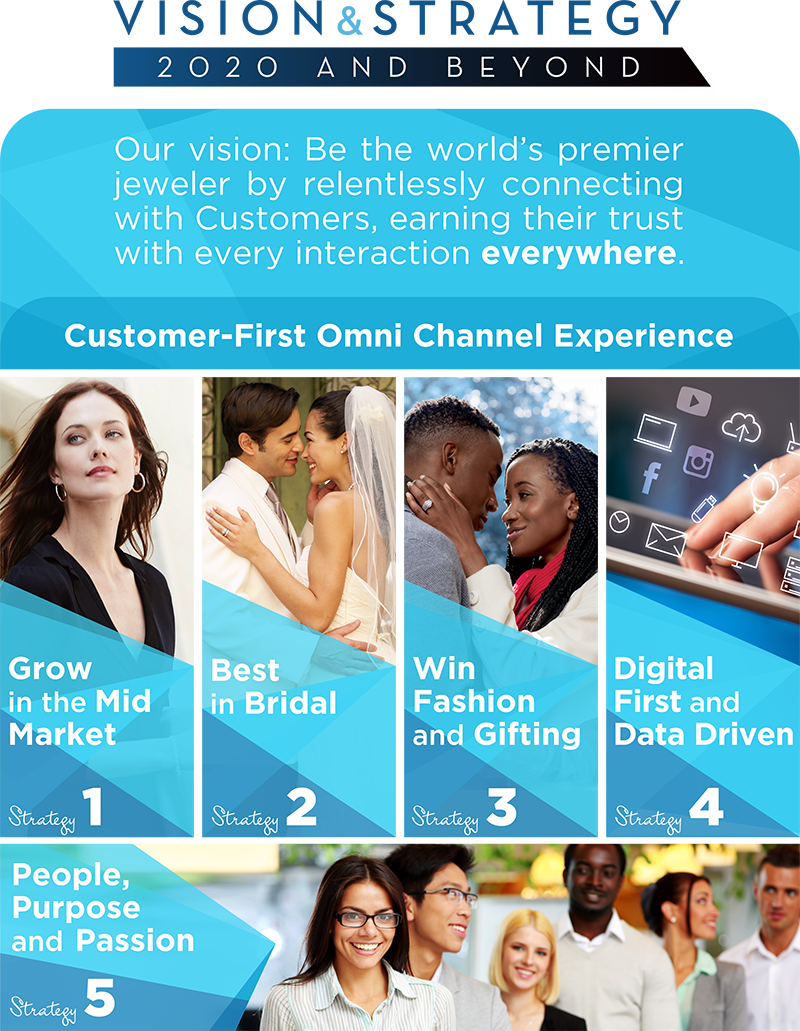 VISION&STRATEGY
2020 AND BEYOND
Our vision: Be the world's premier
jeweler by relentlessly connecting
with Customers, earning their trust
with every interaction everywhere.
Customer-First Omni Channel Experience
Grow
in the Mid
Market
Strategy 1
Best
in Bridal
Strategy 2
Win
Fashion
and Gifting
Strategy 3
Digital
First and
Data Driven
Strategy 4
People,
Purpose
and Passion
Strategy 5